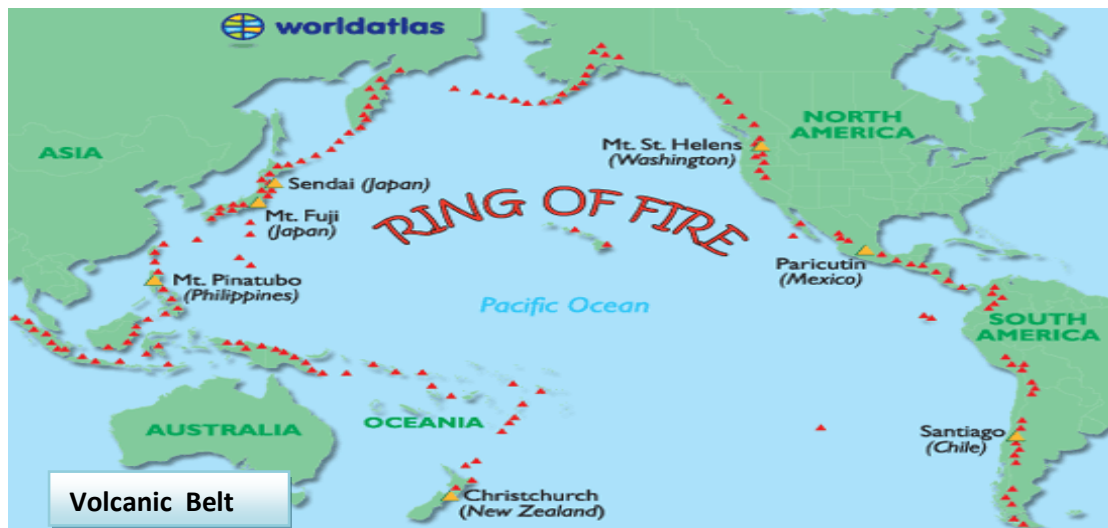 worldatlas
ASIA
NORTH
AMERICA
Mt. St. Helens
(Washington)
Sendai (Japan)
Mt. Fuji
(Japan)
RING OF FIRE
Mt. Pinatubo
(Philippines)
Paricutin
(Mexico)
Pacific Ocean
SOUTH
AMERICA
AUSTRALIA
OCEANIA
Santiago
(Chile)
Christchurch
(New Zealand)
Volcanic Belt